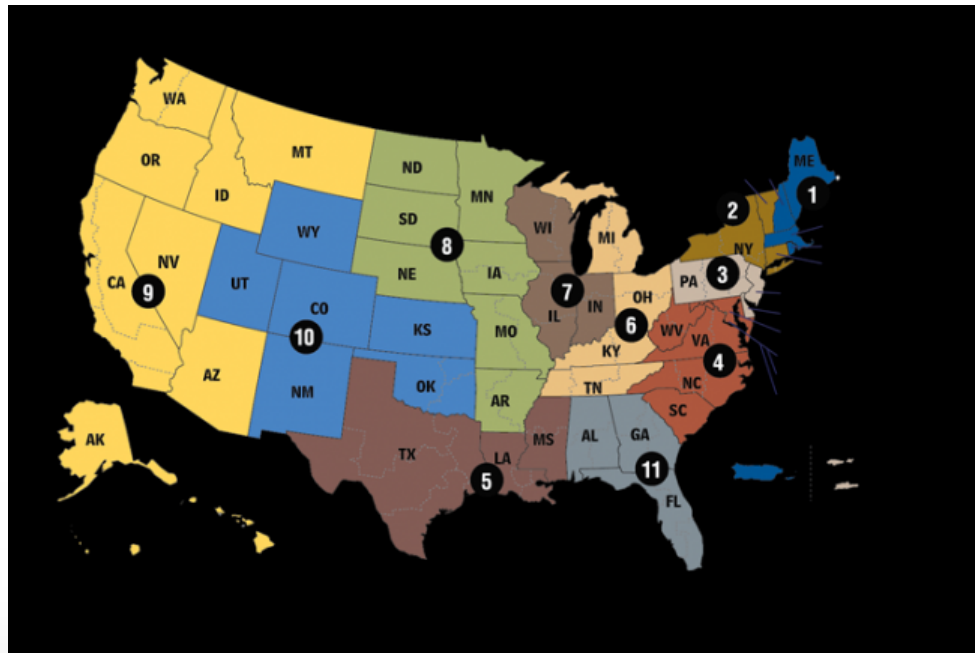 WA
ME
OR
MT
ND
MN
1
ID
2
SD
WI
MI
NY
WY
8
NV
NE
IA
PA
3
CA
UT
9
7
IN
OH
CO
IL
6
WV
VA
10
KS
MO
KY
4
AZ
NM
OK
AR
TN
NC
SC
AK
TX
LA
MS
AL
GA
5
11
FL